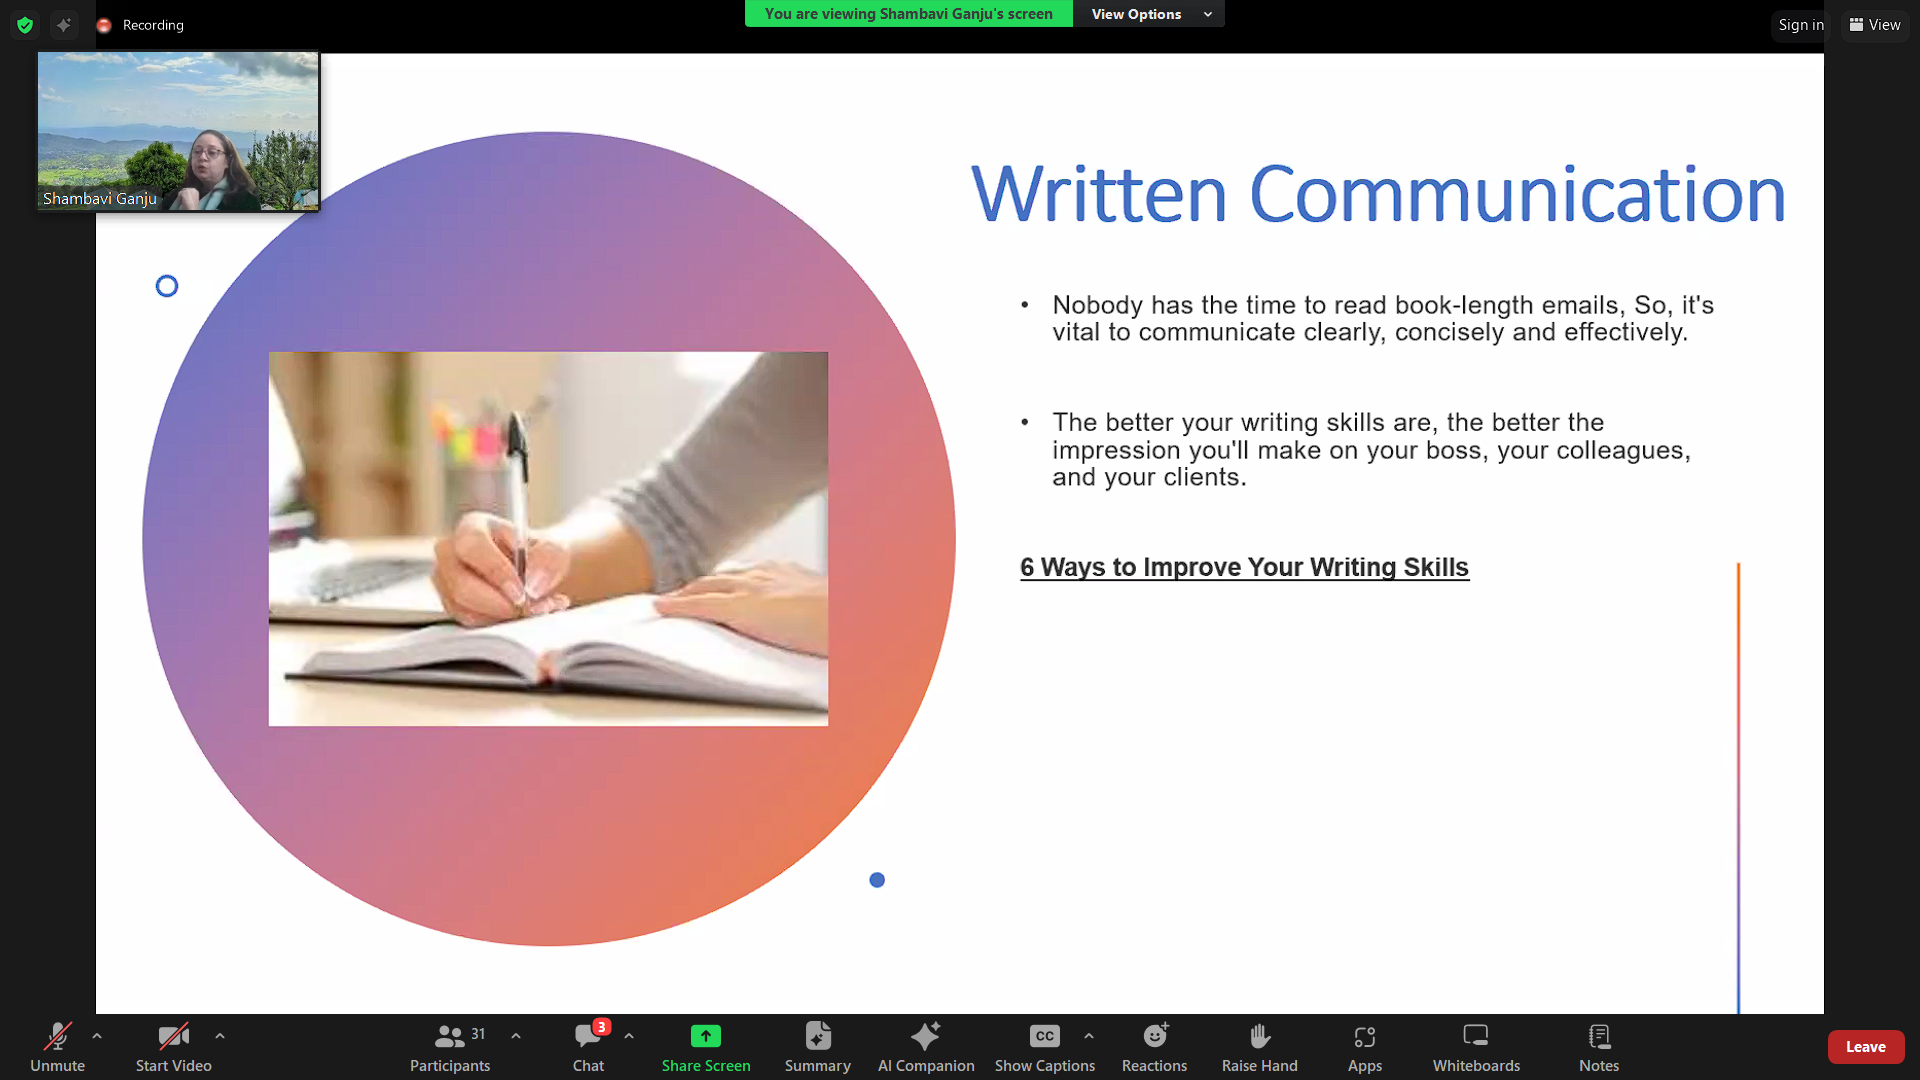 Recording
You are viewing Shambavi Ganju's screen
View Options
Sign in
View
Shambavi Ganju
Written Communication
• Nobody has the time to read book-length emails, So, it's
vital to communicate clearly, concisely and effectively.
• The better your writing skills are, the better the
impression you'll make on your boss, your colleagues,
and your clients.
6 Ways to Improve Your Writing Skills
Unmute
Start Video
31
Participants
3
Chat
Share Screen
Summary
AI Companion
CC
Show Captions
Reactions
Raise Hand
Apps
Whiteboards
Notes
Leave